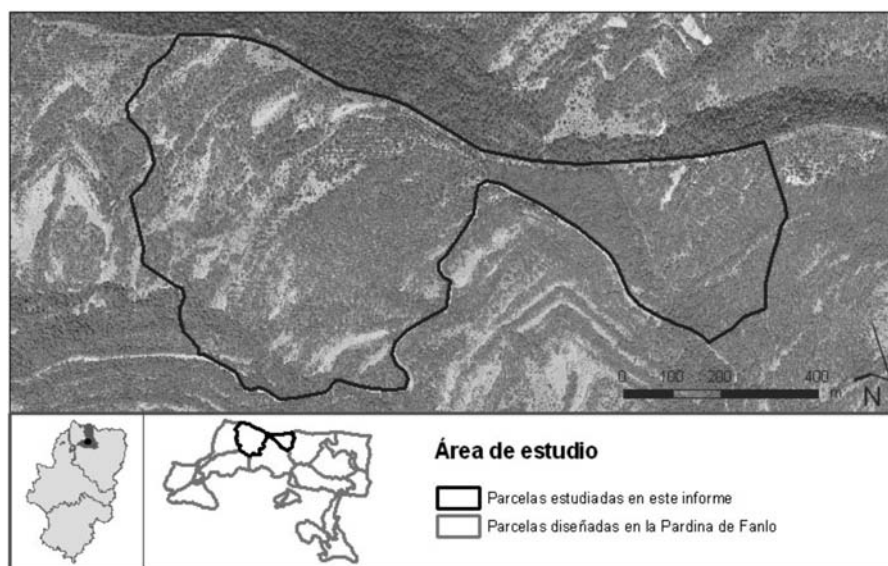 0 100 200 400
m
N
Área de estudio
Parcelas estudiadas en este informe
Parcelas diseñadas en la Pardina de Fanlo